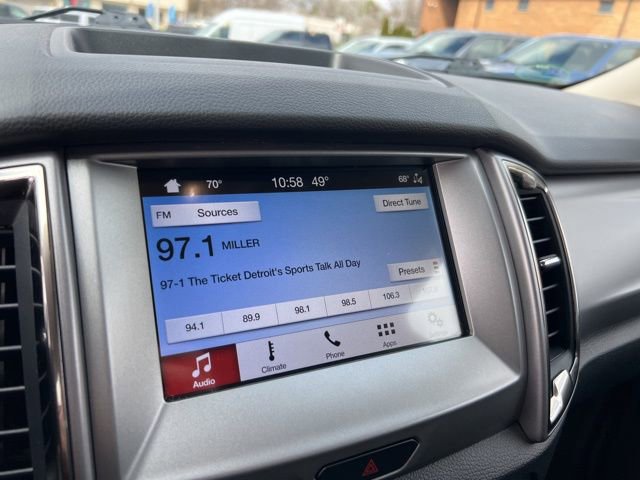 70° 10:58 49° 68°
FM Sources Direct Tune
97.1 MILLER
97-1 The Ticket Detroit's Sports Talk All Day
Presets
94.1 89.9 98.1 98.5 106.3
Audio Climate Phone Apps